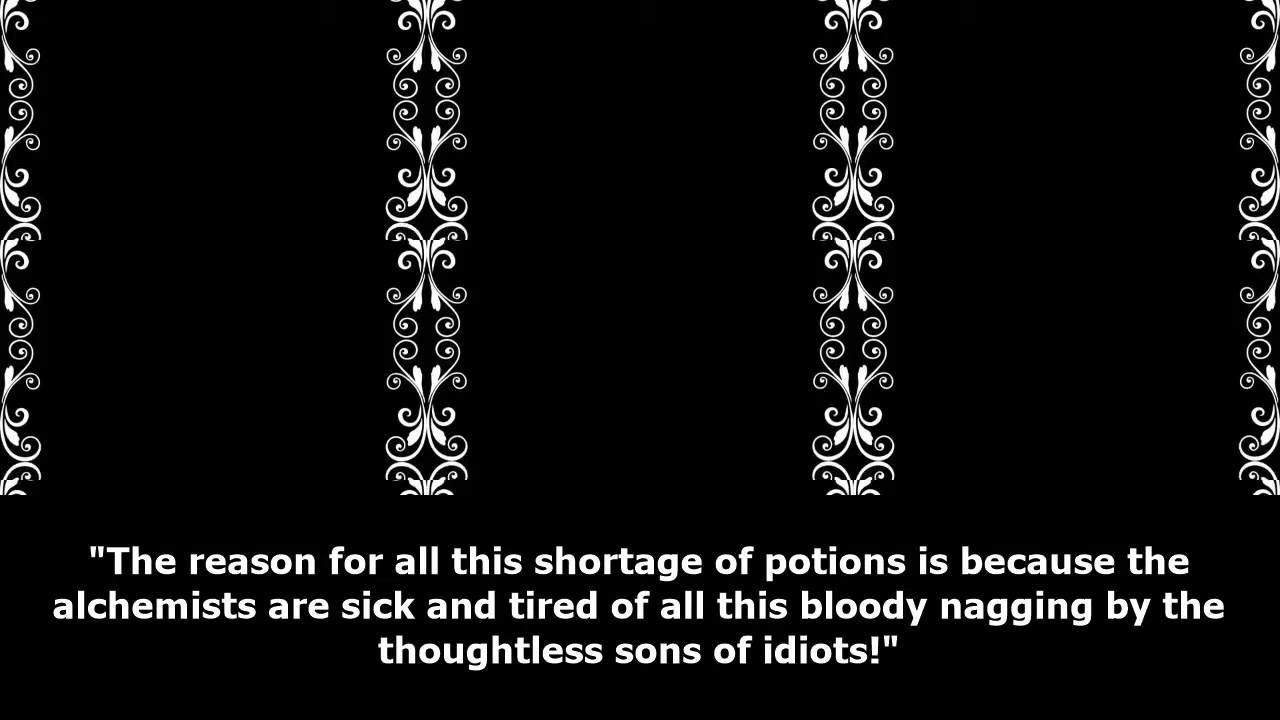 "The reason for all this shortage of potions is because the
alchemists are sick and tired of all this bloody nagging by the
thoughtless sons of idiots!"